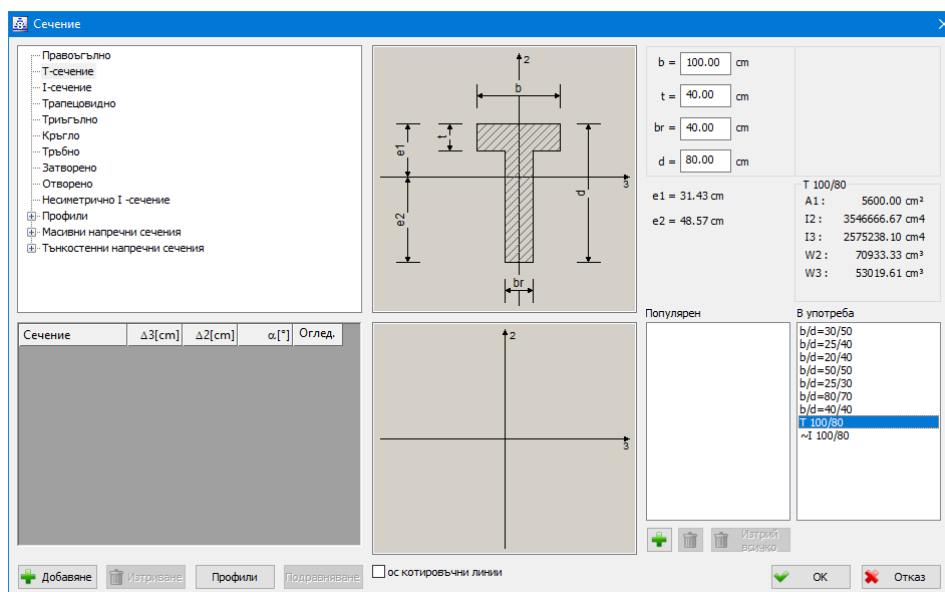 Сечение
Правоъгълно
Т-сечение
I-сечение
Трапецовидно
Триъгълно
Кръгло
Тръбно
Затворено
Отворено
Несиметрично I -сечение
Профили
Масивни напречни сечения
Тънкостенни напречни сечения
2
b
t
e1
3
d
e2
br
b = 100.00 cm
t = 40.00 cm
br = 40.00 cm
d = 80.00 cm
e1 = 31.43 cm
e2 = 48.57 cm
T 100/80
A1 : 5600.00 cm²
I2 : 3546666.67 cm4
I3 : 2575238.10 cm4
W2 : 70933.33 cm³
W3 : 53019.61 cm³
Сечение Δ3[cm] Δ2[cm] α[°] Оглед.
2
3
Популярен
В употреба
b/d=30/50
b/d=25/40
b/d=20/40
b/d=50/50
b/d=25/30
b/d=80/70
b/d=40/40
T 100/80
~I 100/80
Изтрий всичко
Добавяне Изтриване Профили Подравняване
ос котировъчни линии
OK Отказ